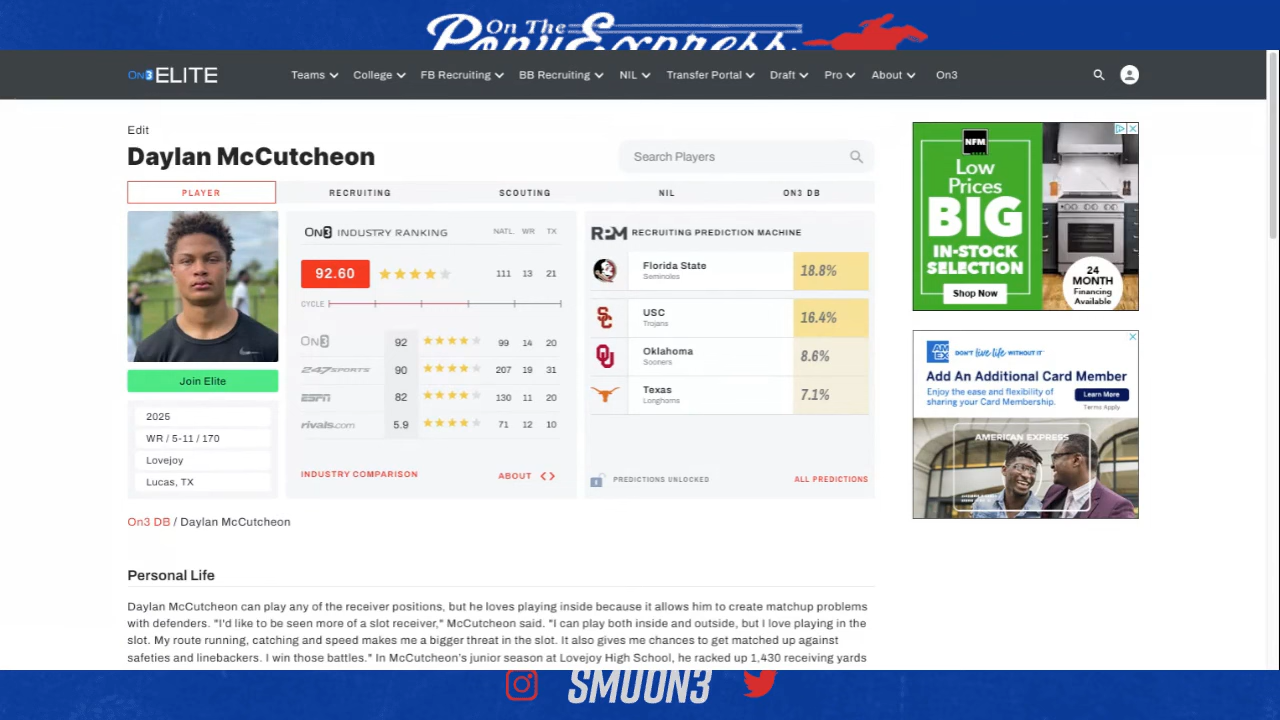 On The
Pony Express
On3 ELITE
Teams College FB Recruiting BB Recruiting NIL Transfer Portal Draft Pro About On3
Edit
Daylan McCutcheon
Search Players
PLAYER RECRUITING SCOUTING NIL ON3 DB
On3 INDUSTRY RANKING NATL. WR TX
92.60 111 13 21
CYCLE
On3 92 99 14 20
247SPORTS 90 207 19 31
ESPN 82 130 11 20
rivals.com 5.9 71 12 10
INDUSTRY COMPARISON ABOUT
RPM RECRUITING PREDICTION MACHINE
Florida State 18.8%
Seminoles
USC 16.4%
Trojans
Oklahoma 8.6%
Sooners
Texas 7.1%
Longhorns
PREDICTIONS UNLOCKED ALL PREDICTIONS
Join Elite
2025
WR / 5-11 / 170
Lovejoy
Lucas, TX
NFM
Low
Prices
BIG
IN-STOCK
SELECTION
Shop Now
24
MONTH
Financing
Available
AM
EX
DON'T live life WITHOUT IT
Add An Additional Card Member
Enjoy the ease and flexibility of
sharing your Card Membership.
Learn More
Terms Apply
AMERICAN EXPRESS
On3 DB / Daylan McCutcheon
Personal Life
Daylan McCutcheon can play any of the receiver positions, but he loves playing inside because it allows him to create matchup problems
with defenders. "I'd like to be seen more of a slot receiver," McCutcheon said. "I can play both inside and outside, but I love playing in the
slot. My route running, catching and speed makes me a bigger threat in the slot. It also gives me chances to get matched up against
safeties and linebackers. I win those battles." In McCutcheon's junior season at Lovejoy High School, he racked up 1,430 receiving yards
SMUON3